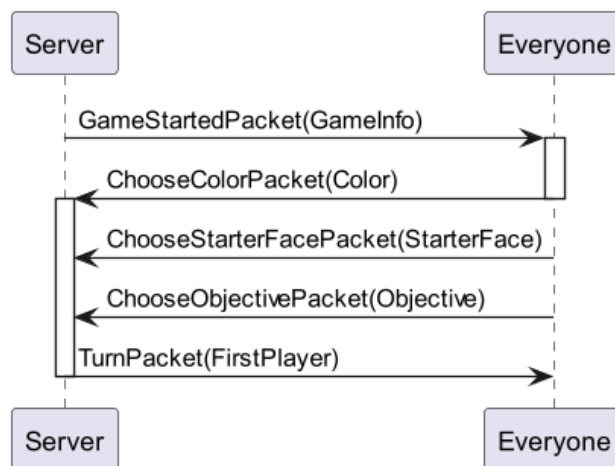 Server
Everyone
GameStartedPacket(GameInfo)
ChooseColorPacket(Color)
ChooseStarterFacePacket(StarterFace)
ChooseObjectivePacket(Objective)
TurnPacket(FirstPlayer)
Server
Everyone